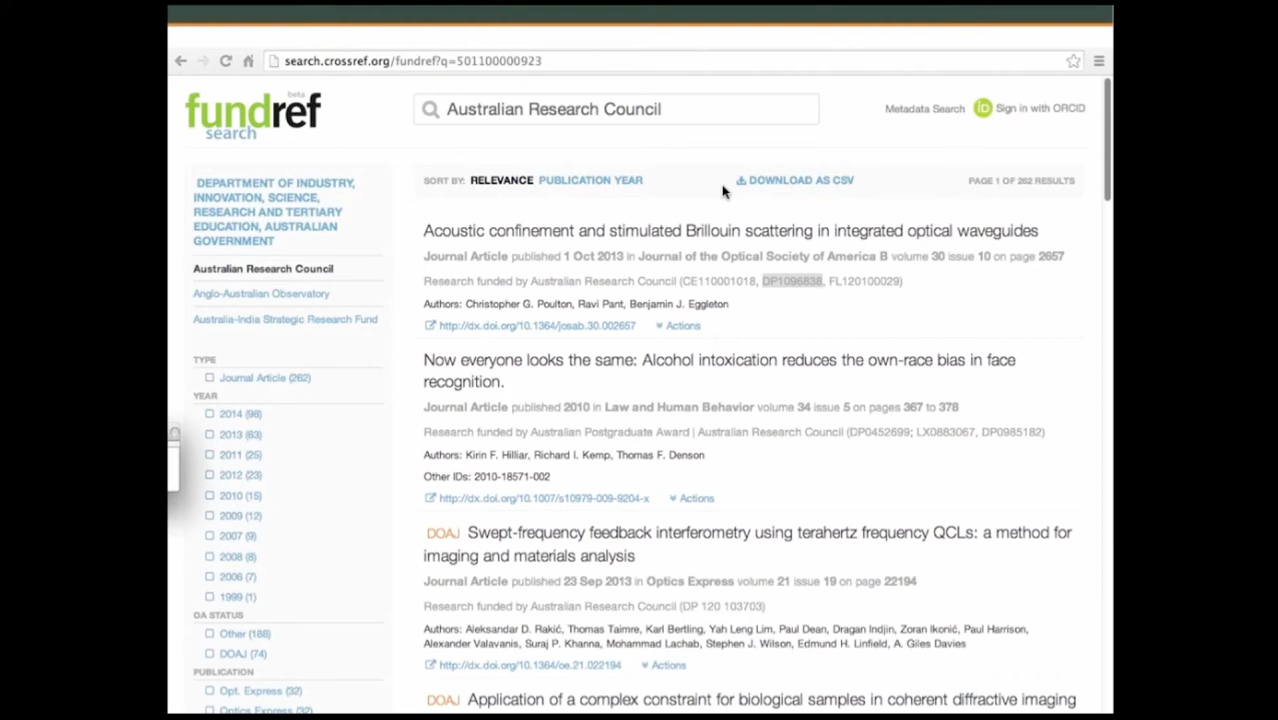 search.crossref.org/fundref?q=501100000923
beta
fundref
search
Australian Research Council
Metadata Search
iD Sign in with ORCID
DEPARTMENT OF INDUSTRY,
INNOVATION, SCIENCE,
RESEARCH AND TERTIARY
EDUCATION, AUSTRALIAN
GOVERNMENT
Australian Research Council
Anglo-Australian Observatory
Australia-India Strategic Research Fund
TYPE
Journal Article (262)
YEAR
2014 (98)
2013 (63)
2011 (25)
2012 (23)
2010 (15)
2009 (12)
2007 (9)
2008 (8)
2006 (7)
1999 (1)
OA STATUS
Other (188)
DOAJ (74)
PUBLICATION
Opt. Express (32)
Optics Express (32)
SORT BY: RELEVANCE PUBLICATION YEAR
DOWNLOAD AS CSV
PAGE 1 OF 262 RESULTS
Acoustic confinement and stimulated Brillouin scattering in integrated optical waveguides
Journal Article published 1 Oct 2013 in Journal of the Optical Society of America B volume 30 issue 10 on page 2657
Research funded by Australian Research Council (CE110001018, DP1096838, FL120100029)
Authors: Christopher G. Poulton, Ravi Pant, Benjamin J. Eggleton
http://dx.doi.org/10.1364/josab.30.002657 Actions
Now everyone looks the same: Alcohol intoxication reduces the own-race bias in face
recognition.
Journal Article published 2010 in Law and Human Behavior volume 34 issue 5 on pages 367 to 378
Research funded by Australian Postgraduate Award | Australian Research Council (DP0452699; LX0883067, DP0985182)
Authors: Kirin F. Hilliar, Richard I. Kemp, Thomas F. Denson
Other IDs: 2010-18571-002
http://dx.doi.org/10.1007/s10979-009-9204-x Actions
DOAJ Swept-frequency feedback interferometry using terahertz frequency QCLs: a method for
imaging and materials analysis
Journal Article published 23 Sep 2013 in Optics Express volume 21 issue 19 on page 22194
Research funded by Australian Research Council (DP 120 103703)
Authors: Aleksandar D. Rakić, Thomas Taimre, Karl Bertling, Yah Leng Lim, Paul Dean, Dragan Indjin, Zoran Ikonić, Paul Harrison,
Alexander Valavanis, Suraj P. Khanna, Mohammad Lachab, Stephen J. Wilson, Edmund H. Linfield, A. Giles Davies
http://dx.doi.org/10.1364/oe.21.022194 Actions
DOAJ Application of a complex constraint for biological samples in coherent diffractive imaging